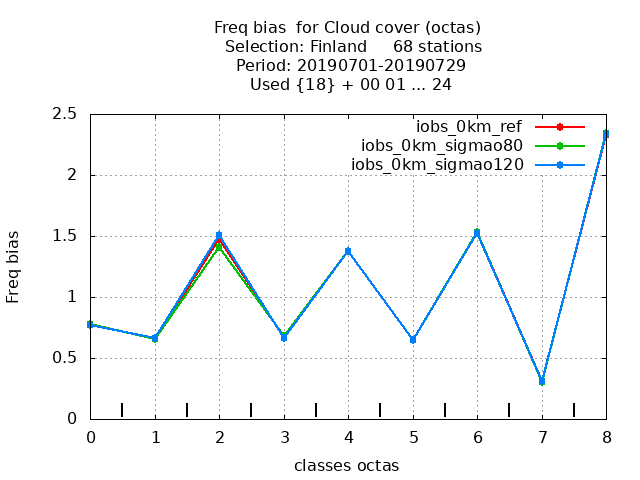 Freq bias  for Cloud cover (octas)
Selection: Finland     68 stations
Period: 20190701-20190729
Used {18} + 00 01 ... 24
iobs_0km_ref
iobs_0km_sigmao80
iobs_0km_sigmao120
Freq bias
2.5
2
1.5
1
0.5
0
0 1 2 3 4 5 6 7 8
classes octas